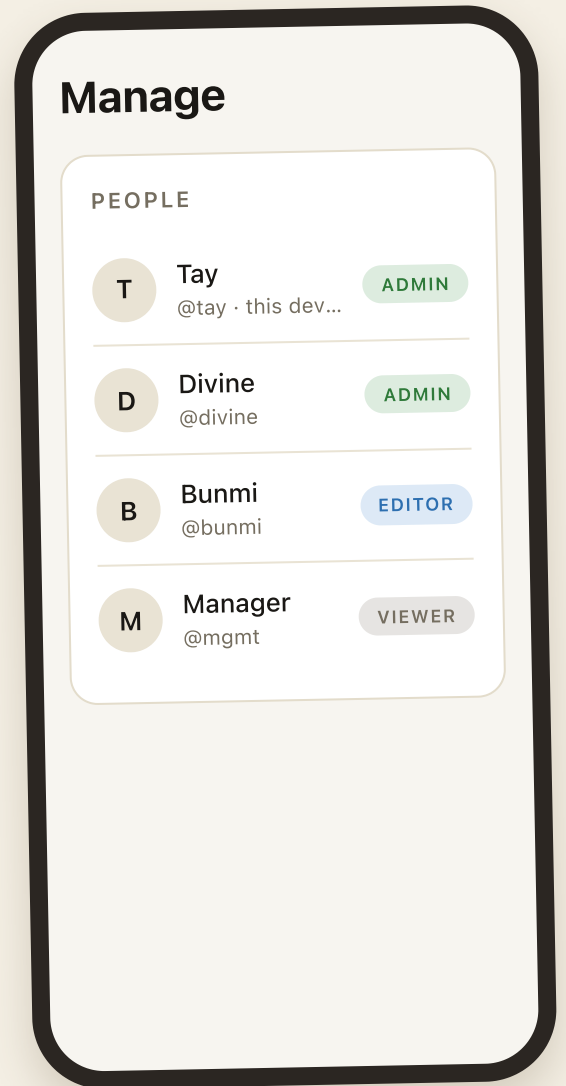 Manage
PEOPLE
T
Tay
@tay · this dev...
ADMIN
D
Divine
@divine
ADMIN
B
Bunmi
@bunmi
EDITOR
M
Manager
@mgmt
VIEWER